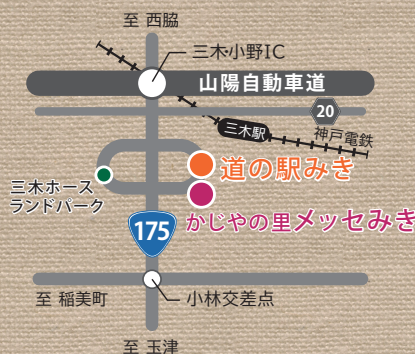 至 西脇
三木小野IC
山陽自動車道
20
三木駅
神戸電鉄
道の駅みき
三木ホース
ランドパーク
かじやの里メッセみき
175
至 稲美町
小林交差点
至 玉津